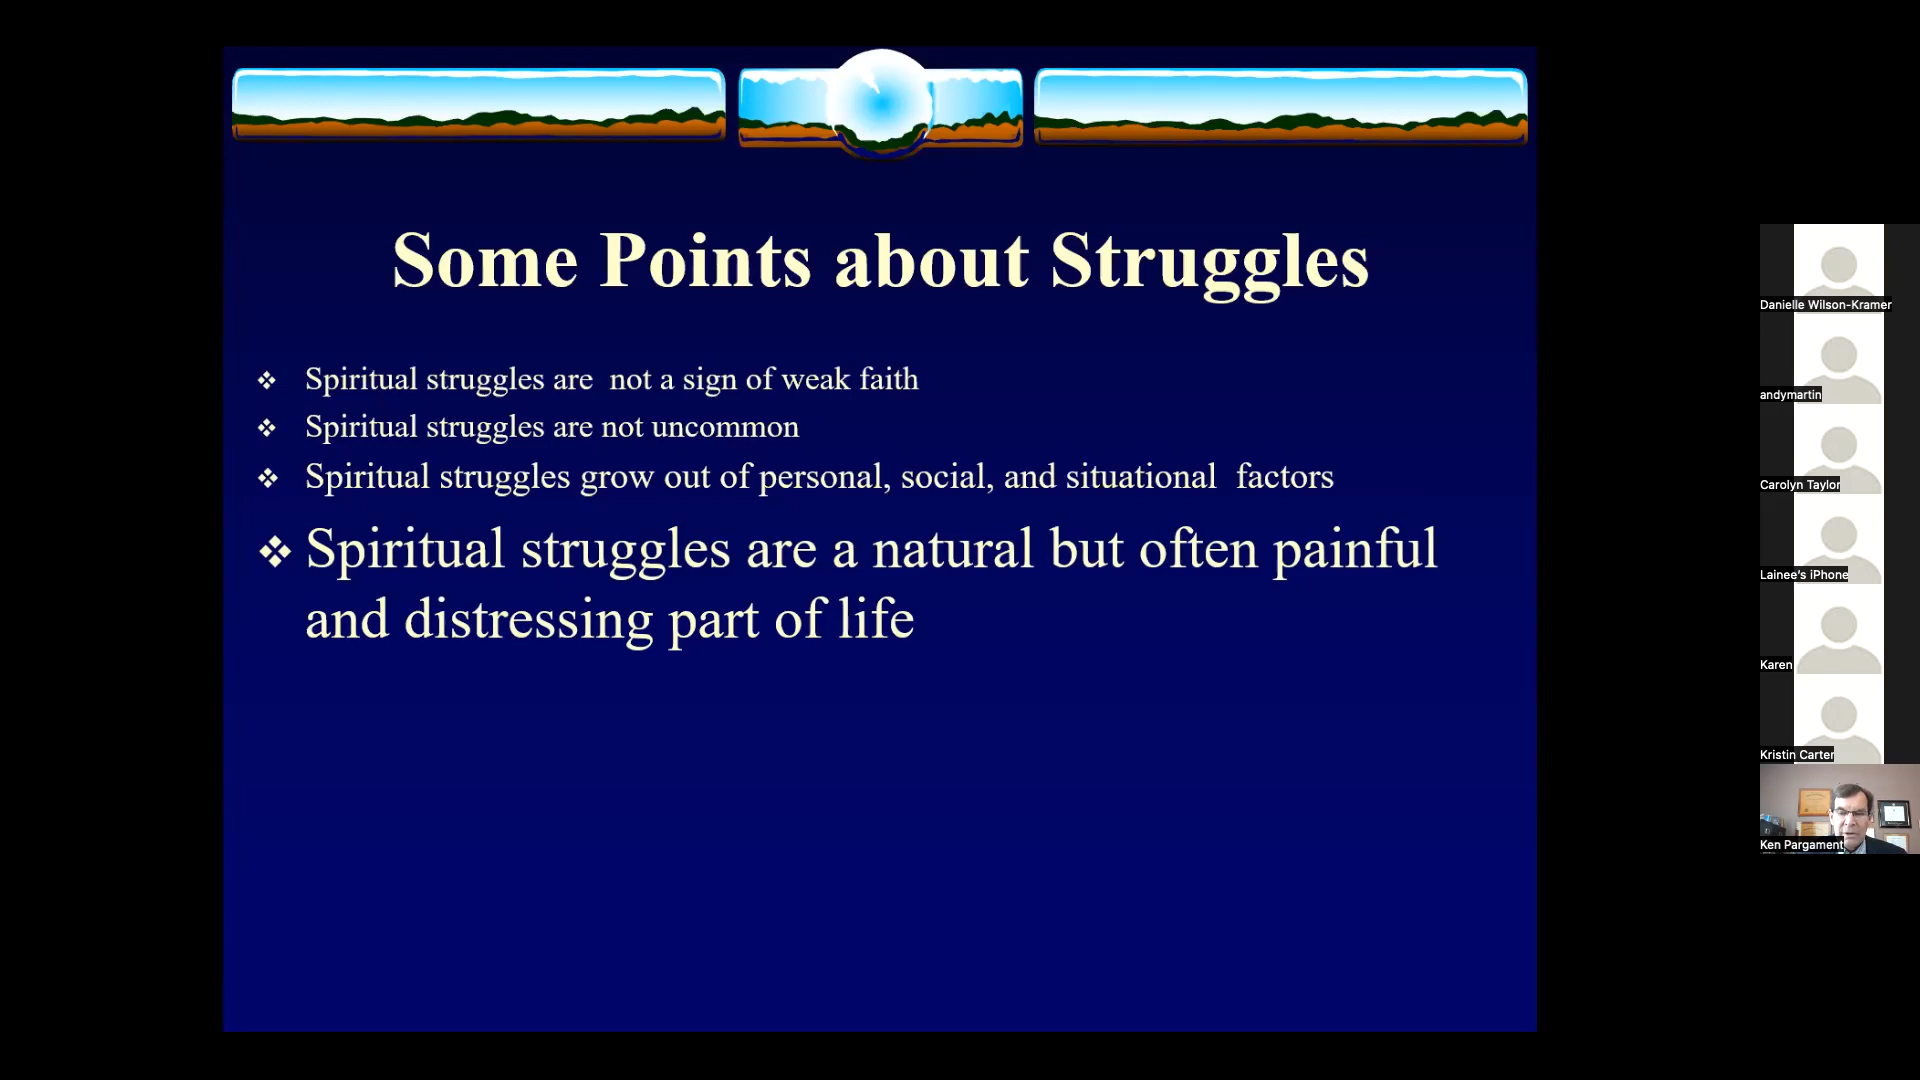 Some Points about Struggles
❖ Spiritual struggles are  not a sign of weak faith
❖ Spiritual struggles are not uncommon
❖ Spiritual struggles grow out of personal, social, and situational  factors
❖ Spiritual struggles are a natural but often painful
and distressing part of life
Danielle Wilson-Kramer
andymartin
Carolyn Taylor
Lainee’s iPhone
Karen
Kristin Carter
Ken Pargament